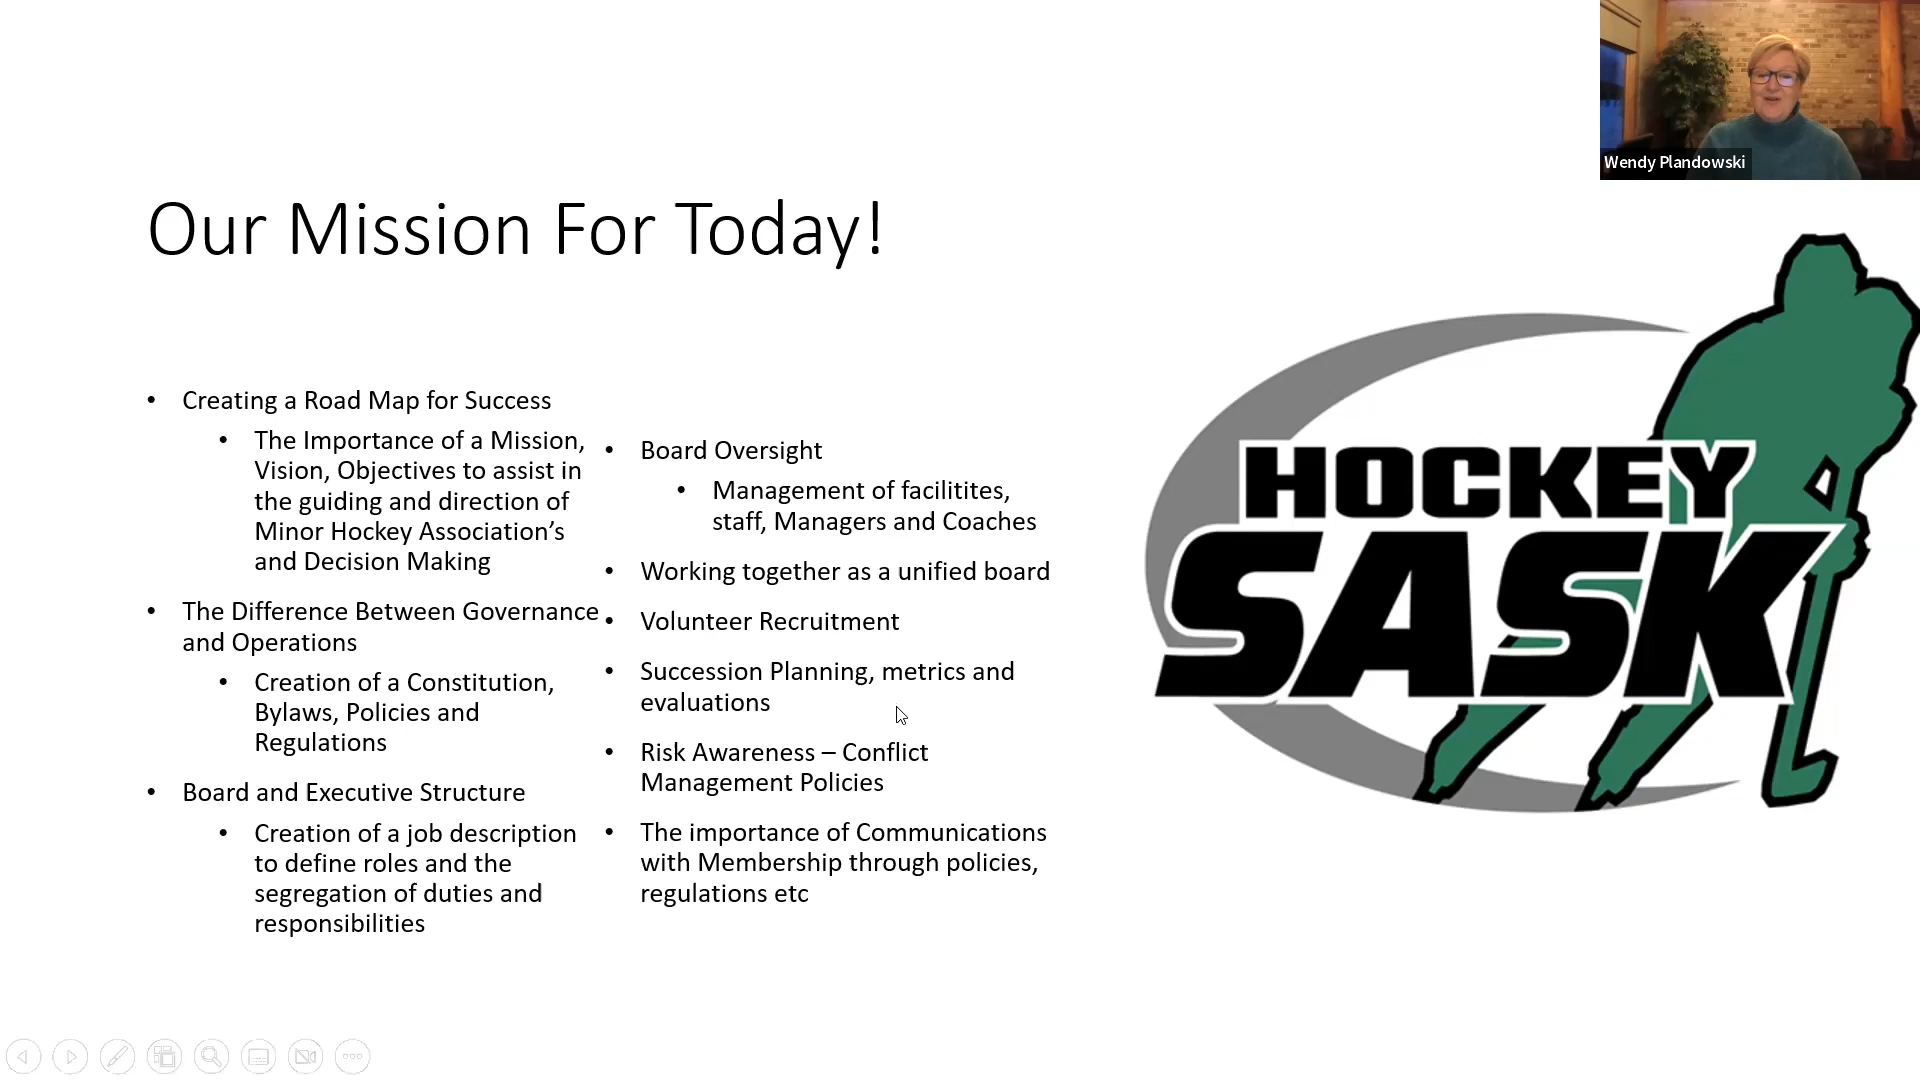 Wendy Plandowski
Our Mission For Today!
• Creating a Road Map for Success
• The Importance of a Mission,
Vision, Objectives to assist in
the guiding and direction of
Minor Hockey Association’s
and Decision Making
• The Difference Between Governance
and Operations
• Creation of a Constitution,
Bylaws, Policies and
Regulations
• Board and Executive Structure
• Creation of a job description
to define roles and the
segregation of duties and
responsibilities
• Board Oversight
• Management of facilitites,
staff, Managers and Coaches
• Working together as a unified board
• Volunteer Recruitment
• Succession Planning, metrics and
evaluations
• Risk Awareness – Conflict
Management Policies
• The importance of Communications
with Membership through policies,
regulations etc
HOCKEY
SASK